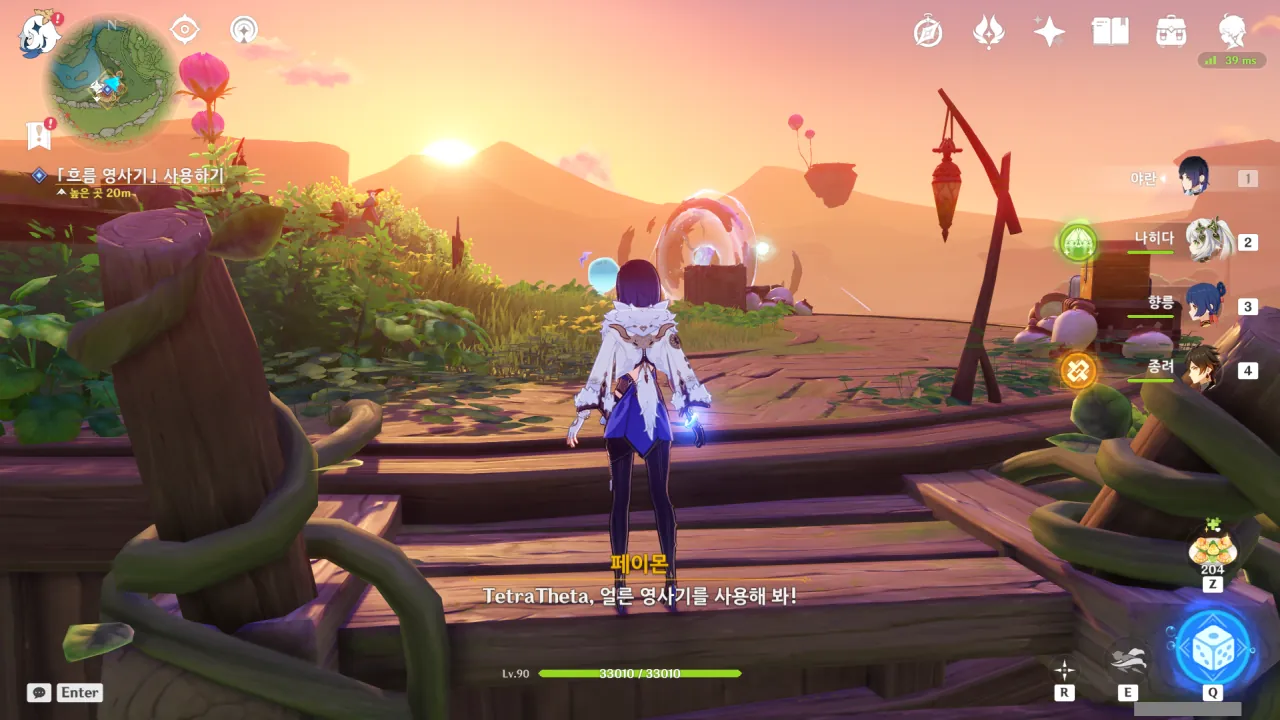 N
39 ms
「흐름 영사기」 사용하기
높은 곳 20m
야란
1
나히다
2
향릉
3
종려
4
페이몬
TetraTheta, 얼른 영사기를 사용해 봐!
204
Z
Lv.90
33010 / 33010
Enter
R
E
Q